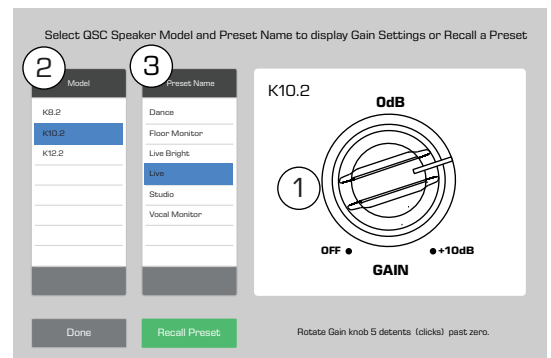 Select QSC Speaker Model and Preset Name to display Gain Settings or Recall a Preset
2
3
Model
Preset Name
K8.2
K10.2
K12.2
Dance
Floor Monitor
Live Bright
Live
Studio
Vocal Monitor
K10.2
0dB
1
OFF
+10dB
GAIN
Done
Recall Preset
Rotate Gain knob 5 detents (clicks) past zero.